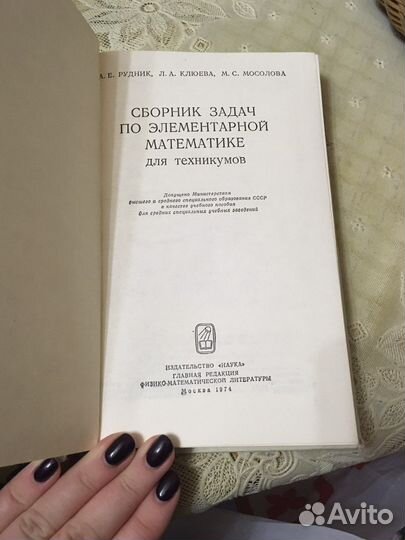 А. Е. РУДНИК, Л. А. КЛЮЕВА, М. С. МОСОЛОВА
СБОРНИК ЗАДАЧ
ПО ЭЛЕМЕНТАРНОЙ
МАТЕМАТИКЕ
ДЛЯ ТЕХНИКУМОВ
Допущено Министерством
высшего и среднего специального образования СССР
в качестве учебного пособия
для средних специальных учебных заведений
ИЗДАТЕЛЬСТВО «НАУКА»
ГЛАВНАЯ РЕДАКЦИЯ
ФИЗИКО-МАТЕМАТИЧЕСКОЙ ЛИТЕРАТУРЫ
Москва 1974
Avito